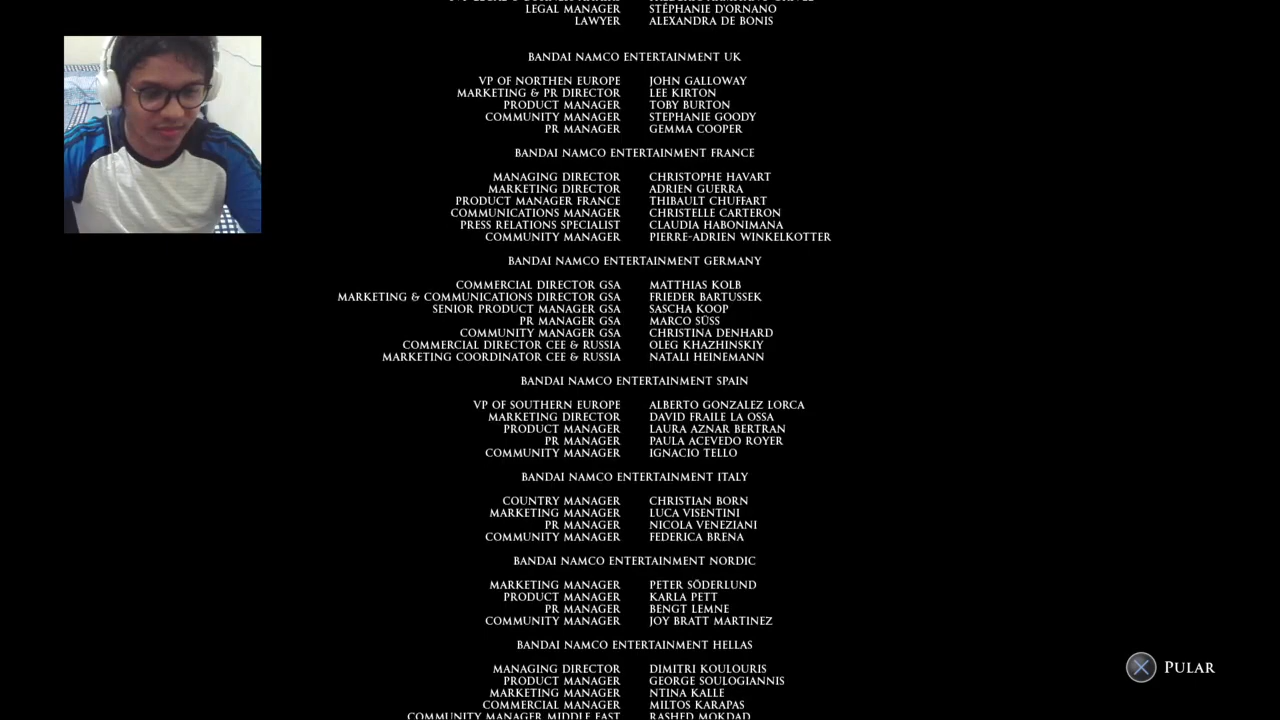 LEGAL MANAGER STÉPHANIE D'ORNANO
LAWYER ALEXANDRA DE BONIS
BANDAI NAMCO ENTERTAINMENT UK
VP OF NORTHEN EUROPE JOHN GALLOWAY
MARKETING & PR DIRECTOR LEE KIRTON
PRODUCT MANAGER TOBY BURTON
COMMUNITY MANAGER STEPHANIE GOODY
PR MANAGER GEMMA COOPER
BANDAI NAMCO ENTERTAINMENT FRANCE
MANAGING DIRECTOR CHRISTOPHE HAVART
MARKETING DIRECTOR ADRIEN GUERRA
PRODUCT MANAGER FRANCE THIBAULT CHUFFART
COMMUNICATIONS MANAGER CHRISTELLE CARTERON
PRESS RELATIONS SPECIALIST CLAUDIA HABONIMANA
COMMUNITY MANAGER PIERRE-ADRIEN WINKELKOTTER
BANDAI NAMCO ENTERTAINMENT GERMANY
COMMERCIAL DIRECTOR GSA MATTHIAS KOLB
MARKETING & COMMUNICATIONS DIRECTOR GSA FRIEDER BARTUSSEK
SENIOR PRODUCT MANAGER GSA SASCHA KOOP
PR MANAGER GSA MARCO SÜSS
COMMUNITY MANAGER GSA CHRISTINA DENHARD
COMMERCIAL DIRECTOR CEE & RUSSIA OLEG KHAZHINSKIY
MARKETING COORDINATOR CEE & RUSSIA NATALI HEINEMANN
BANDAI NAMCO ENTERTAINMENT SPAIN
VP OF SOUTHERN EUROPE ALBERTO GONZALEZ LORCA
MARKETING DIRECTOR DAVID FRAILE LA OSSA
PRODUCT MANAGER LAURA AZNAR BERTRAN
PR MANAGER PAULA ACEVEDO ROYER
COMMUNITY MANAGER IGNACIO TELLO
BANDAI NAMCO ENTERTAINMENT ITALY
COUNTRY MANAGER CHRISTIAN BORN
MARKETING MANAGER LUCA VISENTINI
PR MANAGER NICOLA VENEZIANI
COMMUNITY MANAGER FEDERICA BRENA
BANDAI NAMCO ENTERTAINMENT NORDIC
MARKETING MANAGER PETER SÖDERLUND
PRODUCT MANAGER KARLA PETT
PR MANAGER BENGT LEMNE
COMMUNITY MANAGER JOY BRATT MARTINEZ
BANDAI NAMCO ENTERTAINMENT HELLAS
MANAGING DIRECTOR DIMITRI KOULOURIS
PRODUCT MANAGER GEORGE SOULOGIANNIS
MARKETING MANAGER NTINA KALLE
COMMERCIAL MANAGER MILTOS KARAPAS
COMMUNITY MANAGER MIDDLE EAST RASHED MOKDAD
PULAR